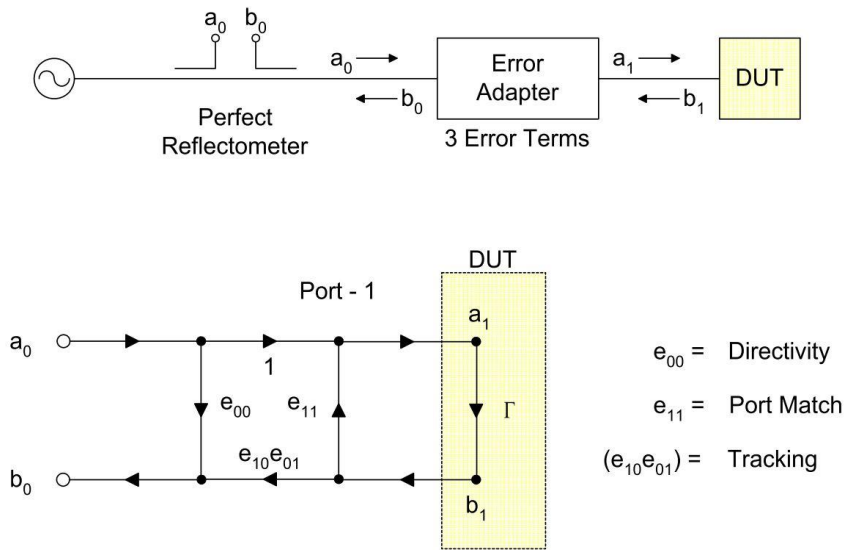 a₀ b₀
a₀ a₁
Error
Adapter
DUT
b₀ b₁
Perfect
Reflectometer
3 Error Terms
DUT
Port - 1
a₀
a₁
1
e₀₀ = Directivity
e₀₀ e₁₁ Γ
e₁₁ = Port Match
e₁₀e₀₁
(e₁₀e₀₁) = Tracking
b₀
b₁